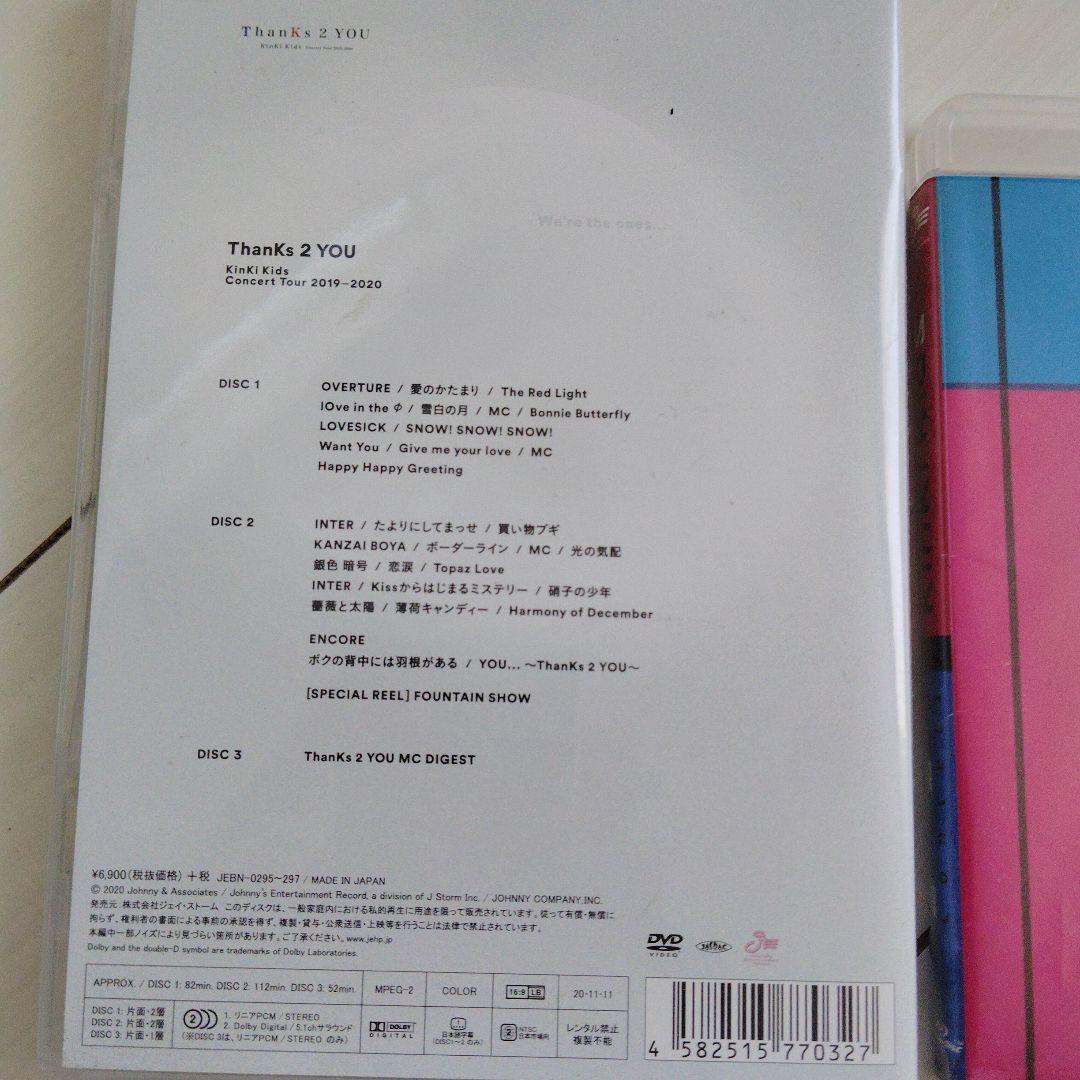 ThanKs 2 YOU
KinKi Kids Concert Tour 2019-2020
We're the ones...
ThanKs 2 YOU
KinKi Kids
Concert Tour 2019–2020
DISC 1
OVERTURE / 愛のかたまり / The Red Light
lOve in the Φ / 雪白の月 / MC / Bonnie Butterfly
LOVESICK / SNOW! SNOW! SNOW!
Want You / Give me your love / MC
Happy Happy Greeting
DISC 2
INTER / たよりにしてまっせ / 買い物ブギ
KANZAI BOYA / ボーダーライン / MC / 光の気配
銀色 暗号 / 恋涙 / Topaz Love
INTER / Kissからはじまるミステリー / 硝子の少年
薔薇と太陽 / 薄荷キャンディー / Harmony of December
ENCORE
ボクの背中には羽根がある / YOU... ～ThanKs 2 YOU～
[SPECIAL REEL] FOUNTAIN SHOW
DISC 3
ThanKs 2 YOU MC DIGEST
¥6,900(税抜価格) +税 JEBN-0295~297 / MADE IN JAPAN
© 2020 Johnny & Associates / Johnny's Entertainment Record, a division of J Storm Inc. / JOHNNY COMPANY, INC.
発売元:株式会社ジェイ・ストーム このディスクは、一般家庭内における私的再生に用途を限って販売されています。従って有償・無償に
拘らず、権利者の書面による事前の承認を得ず、複製・貸与・公衆送信・上映等を行うことは法律で禁止されています。
本編中一部ノイズにより見づらい箇所があります。ご了承ください。www.jehp.jp
Dolby and the double-D symbol are trademarks of Dolby Laboratories.
DVD
VIDEO
APPROX. / DISC 1: 82min. DISC 2: 112min. DISC 3: 52min.
MPEG-2
COLOR
16:9 LB
20-11-11
DISC 1: 片面・2層
DISC 2: 片面・2層
DISC 3: 片面・1層
2
1. リニアPCM / STEREO
2. Dolby Digital / 5.1chサラウンド
(※DISC 3は、リニアPCM / STEREO のみ)
DOLBY
DIGITAL
日本語字幕
(DISC1~2 のみ)
2
NTSC
日本市場向
レンタル禁止
複製不能
4 582515 770327